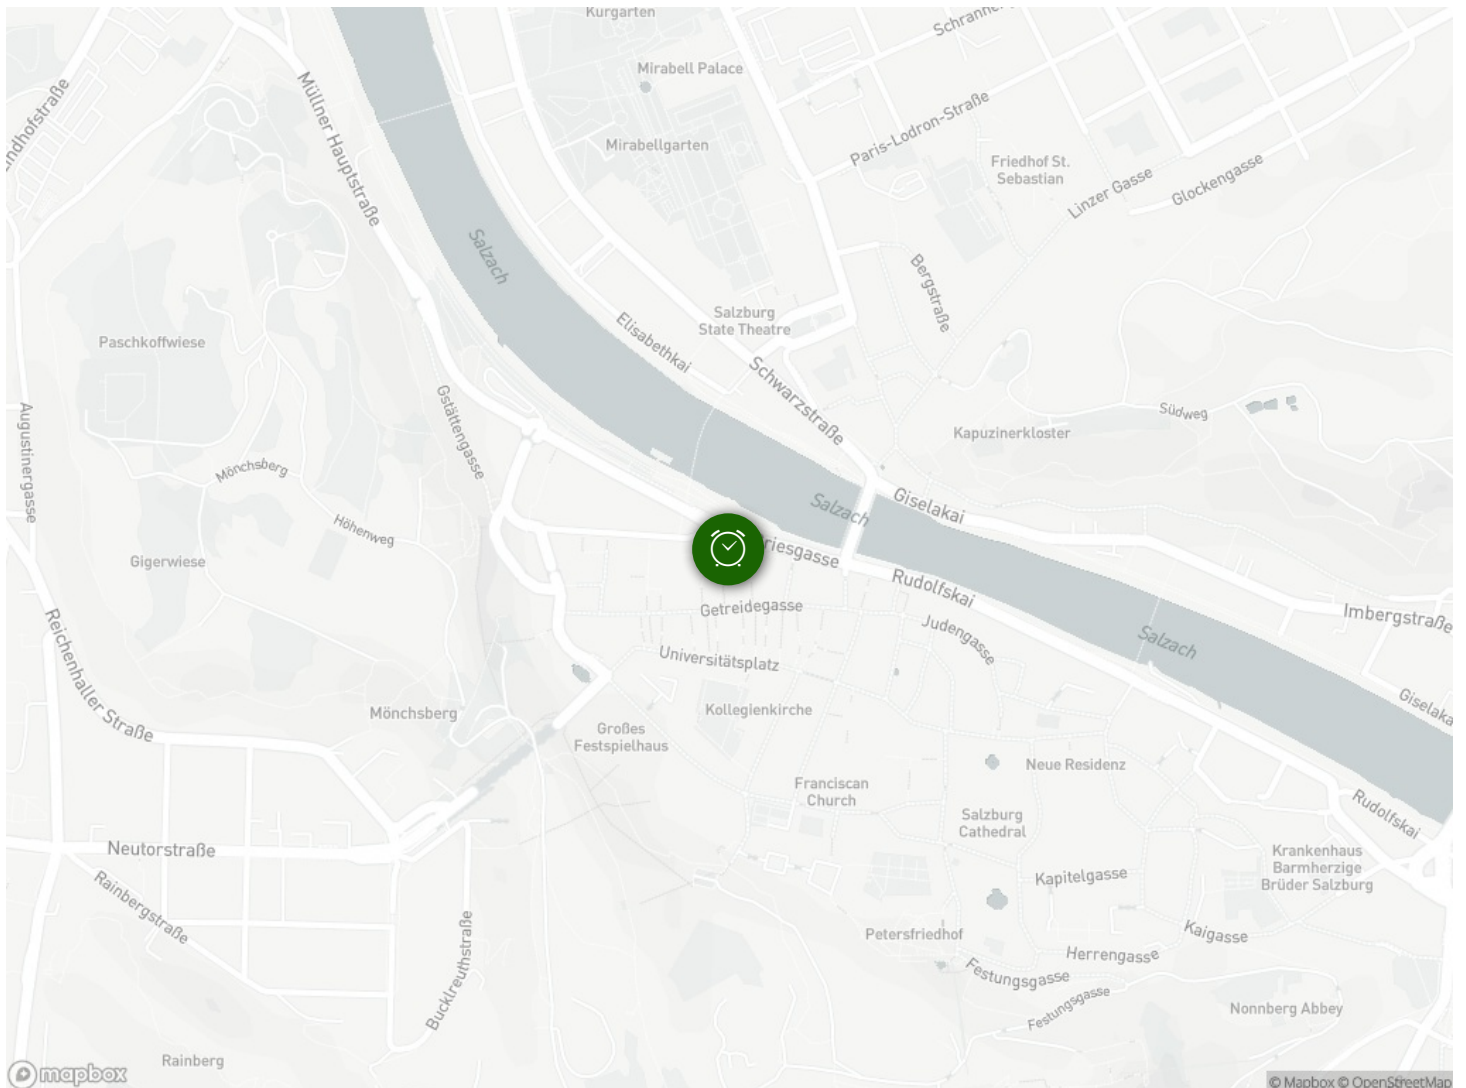 Kurgarten
Schranne
Mirabell Palace
Müllner Hauptstraße
ndhofstraße
Paris-Lodron-Straße
Mirabellgarten
Friedhof St.
Sebastian
Linzer Gasse
Glockengasse
Salzach
Bergstraße
Salzburg
State Theatre
Elisabethkai
Paschkoffwiese
Schwarzstraße
Südweg
Gstättengasse
Kapuzinerkloster
Augustinergasse
Mönchsberg
Salzach
Giselakai
Höhenweg
riesgasse
Gigerwiese
Rudolfskai
Getreidegasse
Imbergstraße
Judengasse
Salzach
Reichenhaller Straße
Universitätsplatz
Giselaka
Mönchsberg
Kollegienkirche
Großes
Festspielhaus
Neue Residenz
Franciscan
Church
Salzburg
Cathedral
Rudolfskai
Neutorstraße
Krankenhaus
Barmherzige
Brüder Salzburg
Kapitelgasse
Rainbergstraße
Bucklreuthstraße
Petersfriedhof
Kaigasse
Herrengasse
Festungsgasse
Festungsgasse
Nonnberg Abbey
Rainberg
mapbox
© Mapbox © OpenStreetMap